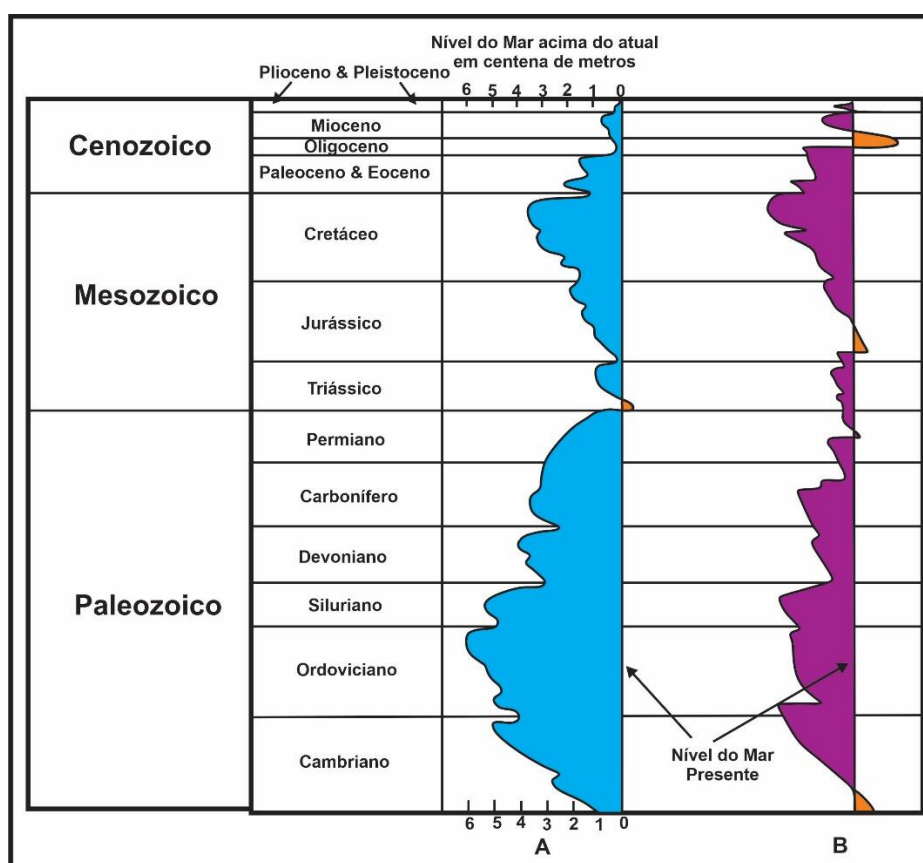 Nível do Mar acima do atual
em centena de metros
Plioceno & Pleistoceno
6 5 4 3 2 1 0
Cenozoico
Mioceno
Oligoceno
Paleoceno & Eoceno
Mesozoico
Cretáceo
Jurássico
Triássico
Paleozoico
Permiano
Carbonífero
Devoniano
Siluriano
Ordoviciano
Cambriano
Nível do Mar
Presente
6 5 4 3 2 1 0
A
B